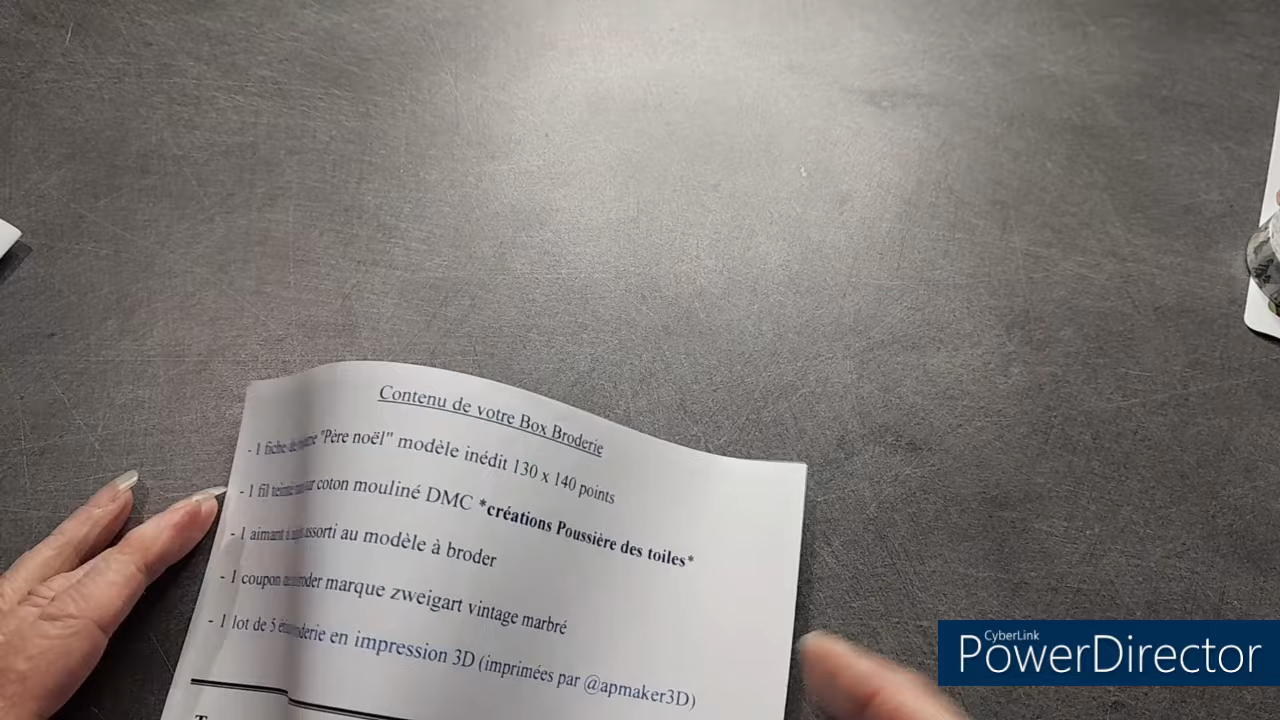 Contenu de votre Box Broderie
- 1 fiche "Père noël" modèle inédit 130 x 140 points
- 1 fil coton mouliné DMC *créations Poussière des toiles*
- 1 aimant assorti au modèle à broder
- 1 coupon marque zweigart vintage marbré
- 1 lot de 5 en impression 3D (imprimées par @apmaker3D)
CyberLink
PowerDirector